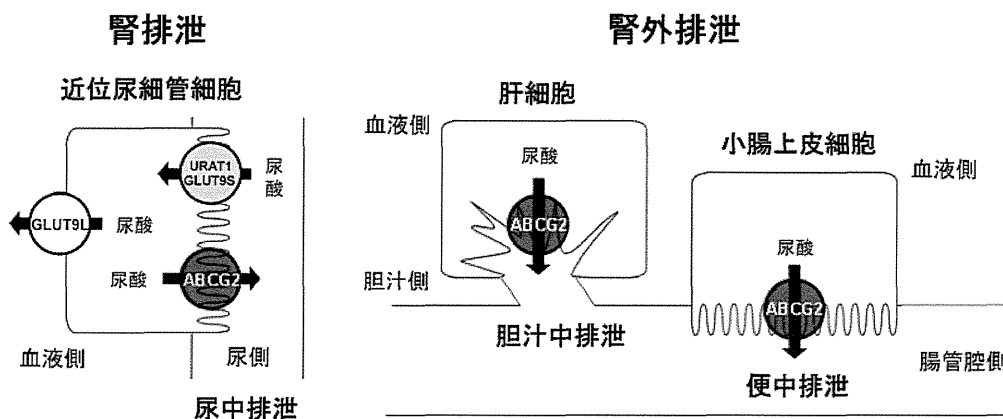 腎排泄
近位尿細管細胞
URAT1
GLUT9S
尿酸
GLUT9L
尿酸
尿酸
ABCG2
血液側
尿側
尿中排泄
腎外排泄
肝細胞
血液側
尿酸
ABCG2
胆汁側
胆汁中排泄
小腸上皮細胞
血液側
尿酸
ABCG2
腸管腔側
便中排泄